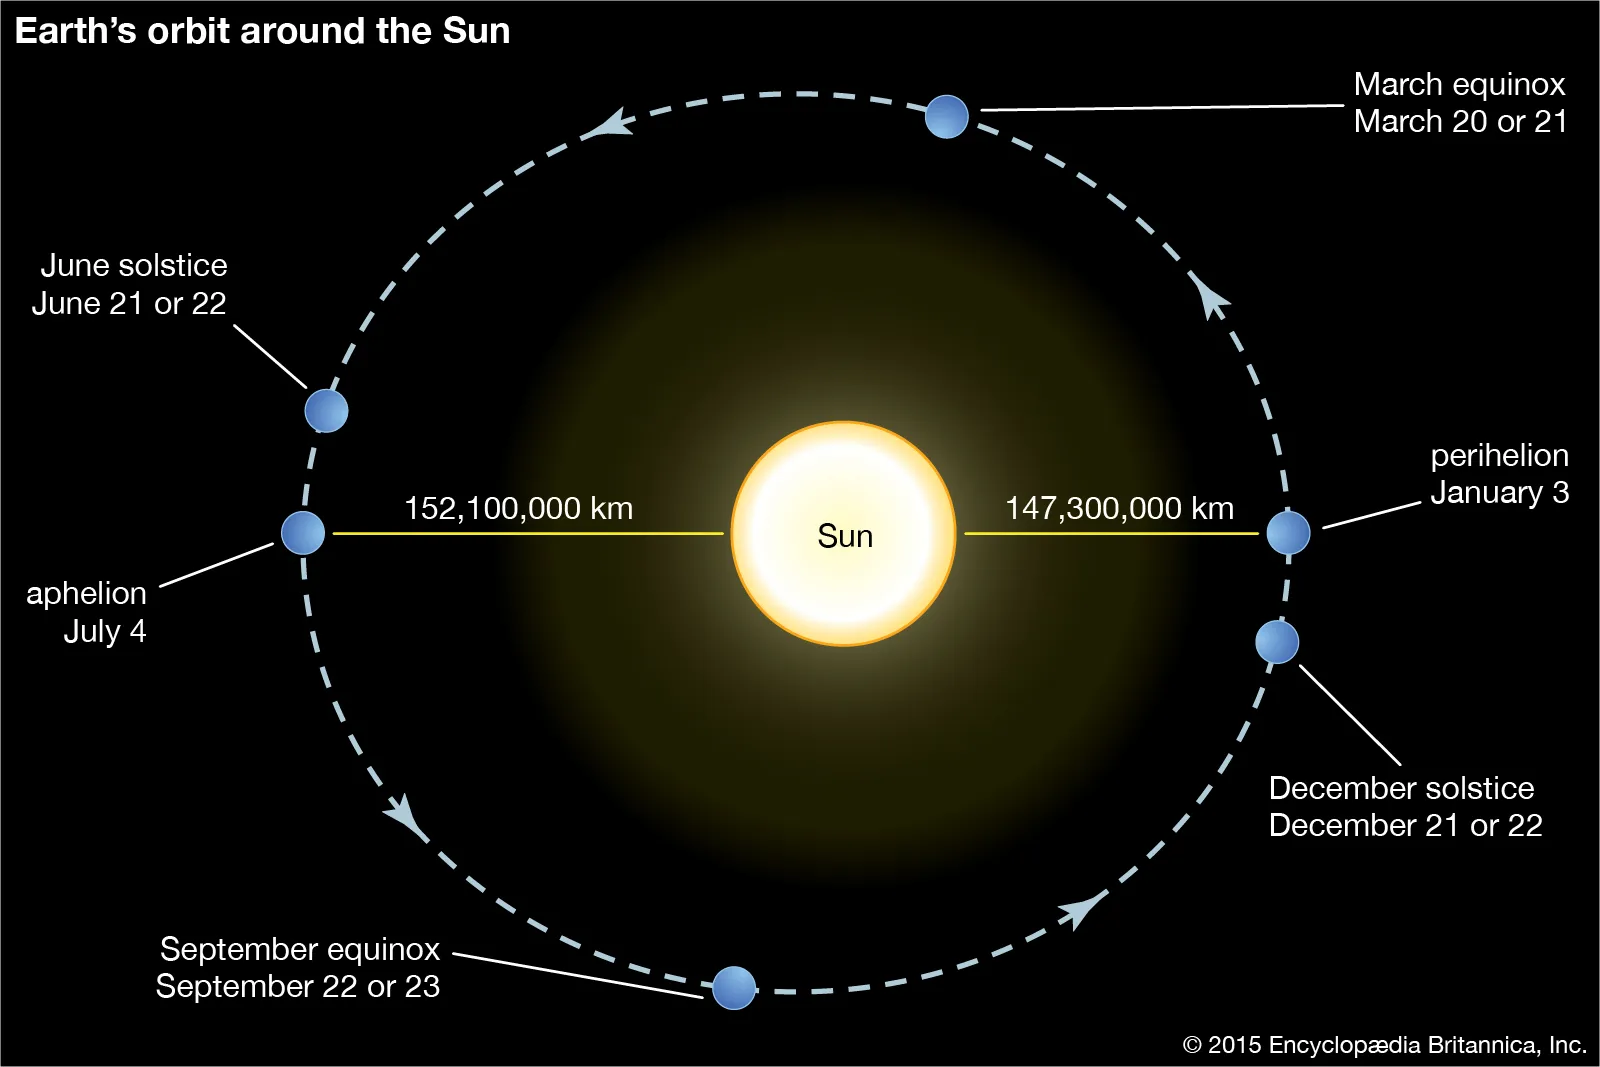 Earth’s orbit around the Sun
March equinox
March 20 or 21
June solstice
June 21 or 22
perihelion
January 3
152,100,000 km
147,300,000 km
Sun
aphelion
July 4
December solstice
December 21 or 22
September equinox
September 22 or 23
© 2015 Encyclopædia Britannica, Inc.